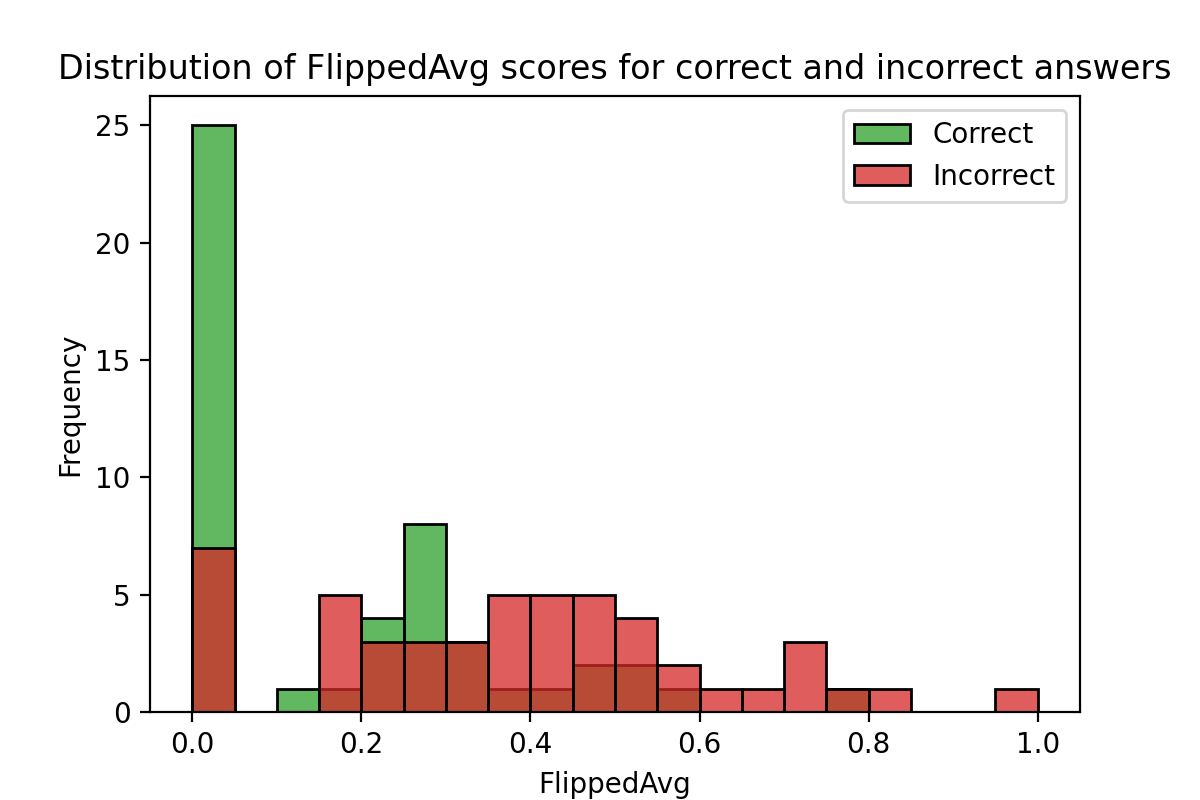 Distribution of FlippedAvg scores for correct and incorrect answers
Correct
Incorrect
Frequency
25
20
15
10
5
0
0.0 0.2 0.4 0.6 0.8 1.0
FlippedAvg